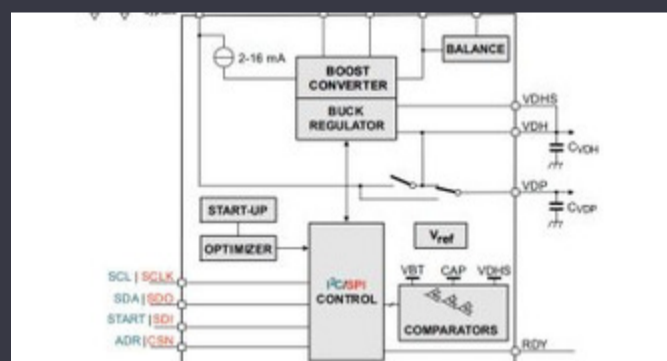 2-16 mA
BALANCE
BOOST
CONVERTER
BUCK
REGULATOR
VDHS
VDH
CVDH
VDP
CVDP
START-UP
OPTIMIZER
Vref
I²C/SPI
CONTROL
VBT CAP VDHS
COMPARATORS
SCL | SCLK
SDA | SDO
START | SDI
ADR | CSN
RDY